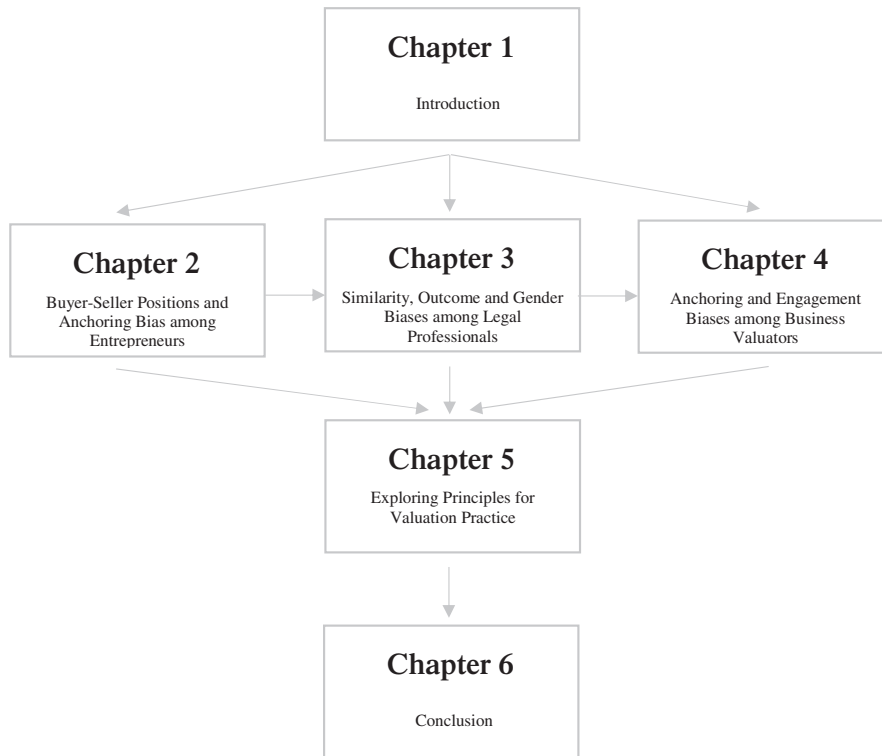 Chapter 1
Introduction
Chapter 2
Buyer-Seller Positions and
Anchoring Bias among
Entrepreneurs
Chapter 3
Similarity, Outcome and Gender
Biases among Legal
Professionals
Chapter 4
Anchoring and Engagement
Biases among Business
Valuators
Chapter 5
Exploring Principles for
Valuation Practice
Chapter 6
Conclusion